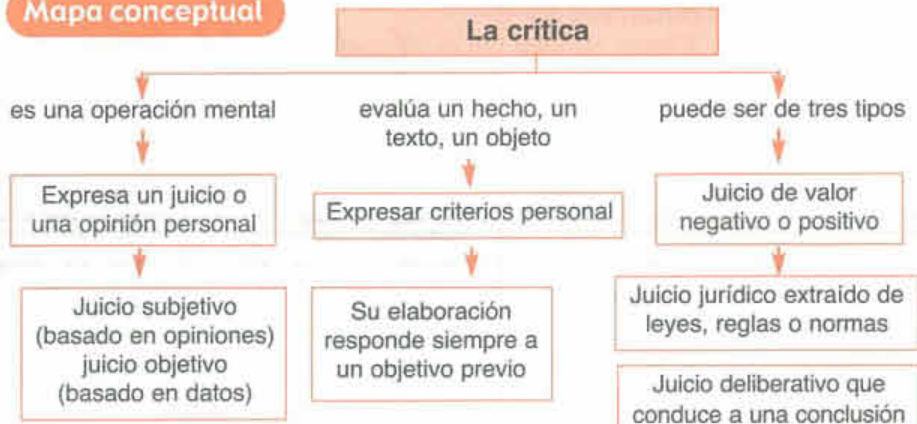 Mapa conceptual
La crítica
es una operación mental
Expresa un juicio o
una opinión personal
Juicio subjetivo
(basado en opiniones)
juicio objetivo
(basado en datos)
evalúa un hecho, un
texto, un objeto
Expresar criterios personal
Su elaboración
responde siempre a
un objetivo previo
puede ser de tres tipos
Juicio de valor
negativo o positivo
Juicio jurídico extraido de
leyes, reglas o normas
Juicio deliberativo que
conduce a una conclusión